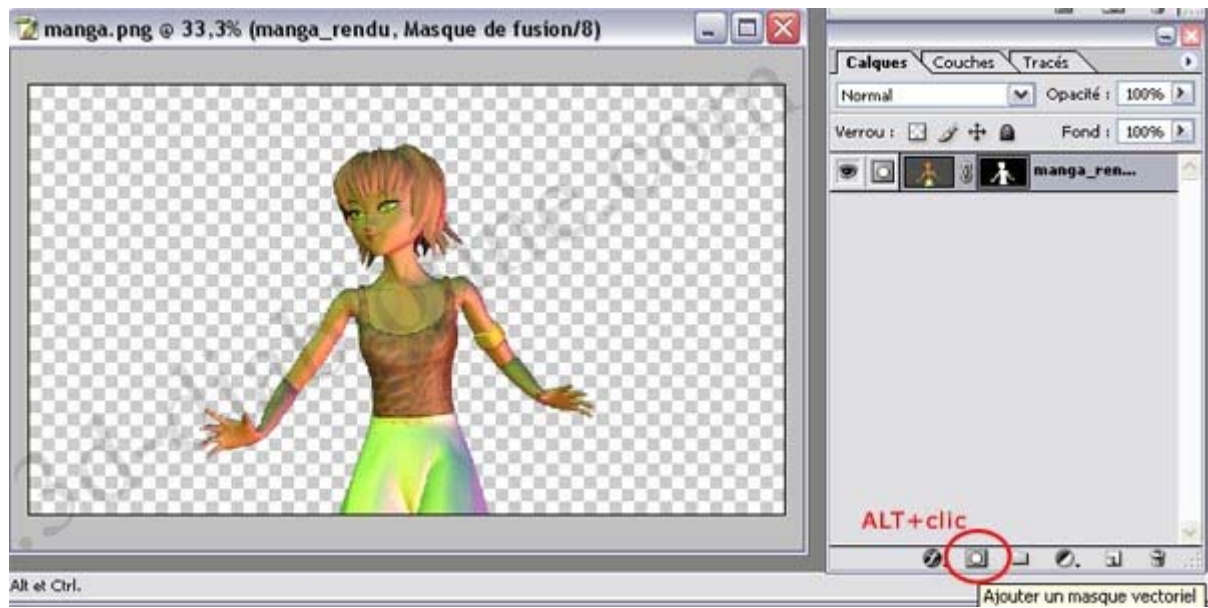 manga.png @ 33,3% (manga_rendu, Masque de fusion/8)
Calques Couches Tracés
Normal Opacité : 100%
Verrou : Fond : 100%
manga_ren...
ALT+clic
Alt et Ctrl.
Ajouter un masque vectoriel